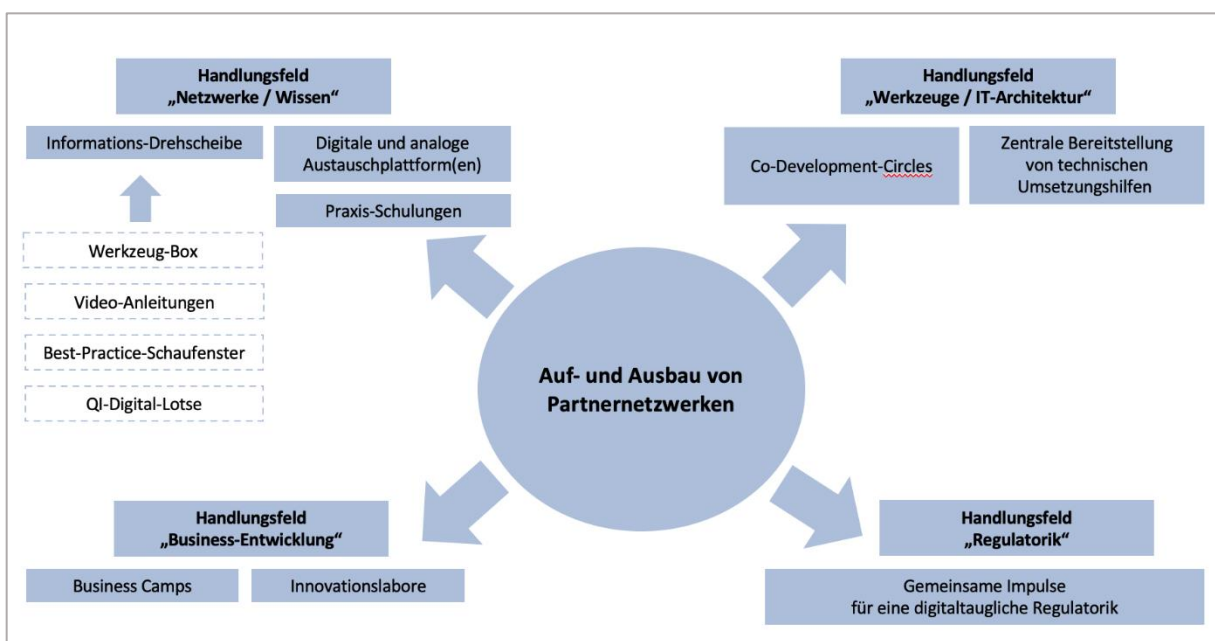 Handlungsfeld
„Netzwerke / Wissen“
Informations-Drehscheibe
Digitale und analoge
Austauschplattform(en)
Praxis-Schulungen
Werkzeug-Box
Video-Anleitungen
Best-Practice-Schaufenster
QI-Digital-Lotse
Handlungsfeld
„Werkzeuge / IT-Architektur“
Co-Development-Circles
Zentrale Bereitstellung
von technischen
Umsetzungshilfen
Auf- und Ausbau von
Partnernetzwerken
Handlungsfeld
„Business-Entwicklung“
Business Camps
Innovationslabore
Handlungsfeld
„Regulatorik“
Gemeinsame Impulse
für eine digitaltaugliche Regulatorik